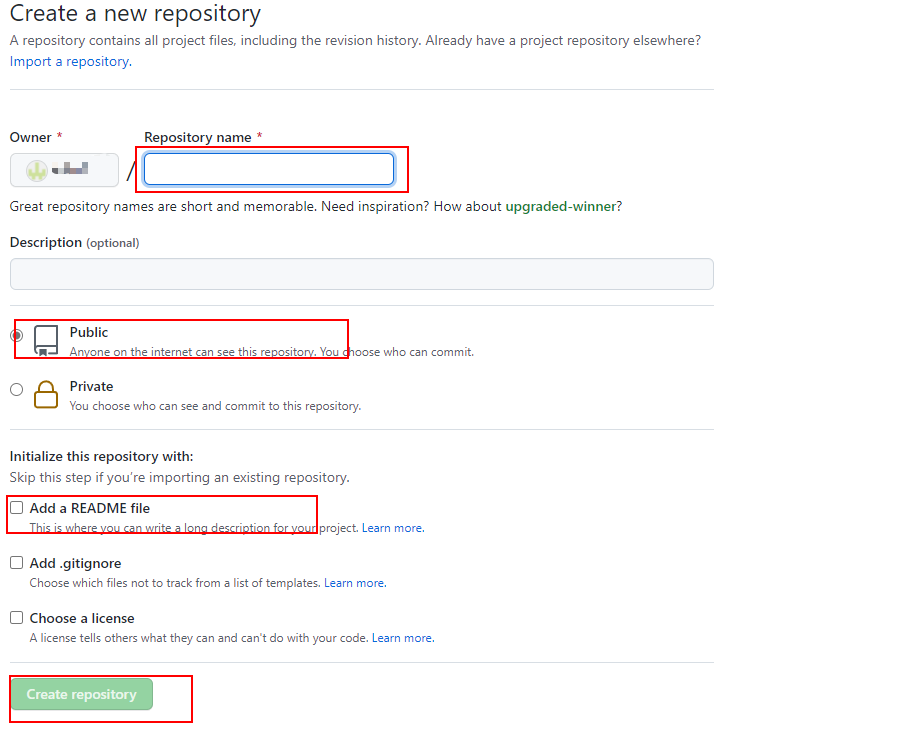 Create a new repository
A repository contains all project files, including the revision history. Already have a project repository elsewhere?
Import a repository.
Owner * Repository name *
/
Great repository names are short and memorable. Need inspiration? How about upgraded-winner?
Description (optional)
Public
Anyone on the internet can see this repository. You choose who can commit.
Private
You choose who can see and commit to this repository.
Initialize this repository with:
Skip this step if you’re importing an existing repository.
Add a README file
This is where you can write a long description for your project. Learn more.
Add .gitignore
Choose which files not to track from a list of templates. Learn more.
Choose a license
A license tells others what they can and can't do with your code. Learn more.
Create repository